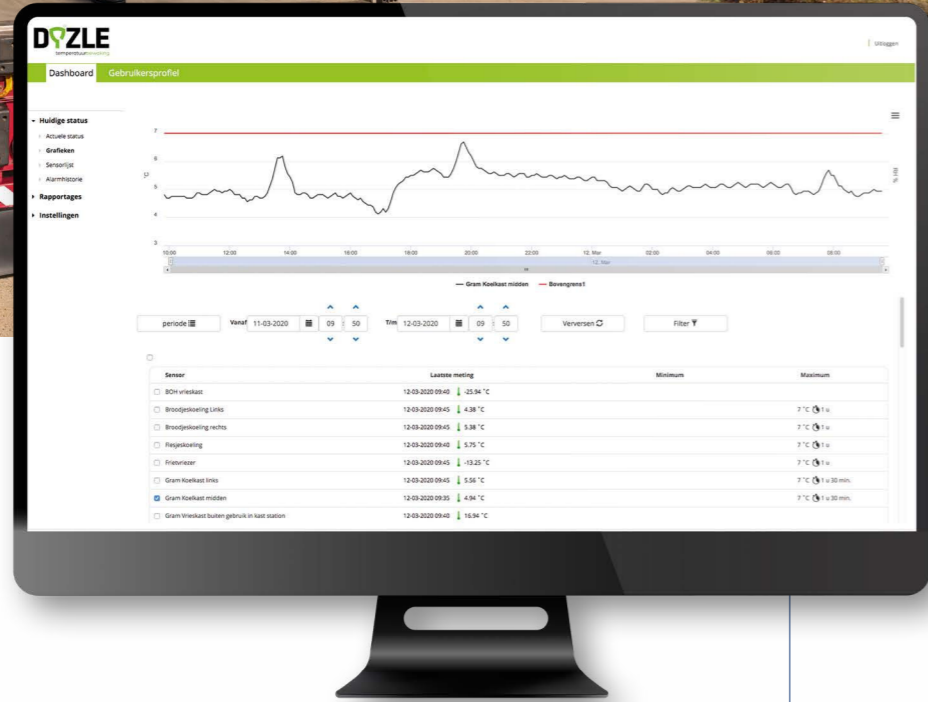 DYZLE
temperatuurbewaking
Uitloggen
Dashboard Gebruikersprofiel
Huidige status
Actuele status
Grafieken
Sensorlijst
Alarmhistorie
Rapportages
Instellingen
7
6
°C
5
4
3
RH %
10:00 12:00 14:00 16:00 18:00 20:00 22:00 12. Mar 02:00 04:00 06:00 08:00
12. Mar
Gram Koelkast midden Bovengrens1
periode Vanaf 11-03-2020 09 : 50 T/m 12-03-2020 09 : 50 Verversen Filter
Sensor Laatste meting Minimum Maximum
BOH vrieskast 12-03-2020 09:40 -25.94 °C
Broodjeskoeling Links 12-03-2020 09:45 4.38 °C 7 °C 1 u
Broodjeskoeling rechts 12-03-2020 09:45 5.38 °C 7 °C 1 u
Flesjeskoeling 12-03-2020 09:40 5.75 °C 7 °C 1 u
Frietvriezer 12-03-2020 09:45 -13.25 °C 7 °C 1 u
Gram Koelkast links 12-03-2020 09:45 5.56 °C 7 °C 1 u 30 min.
Gram Koelkast midden 12-03-2020 09:35 4.94 °C 7 °C 1 u 30 min.
Gram Vrieskast buiten gebruik in kast station 12-03-2020 09:40 16.94 °C